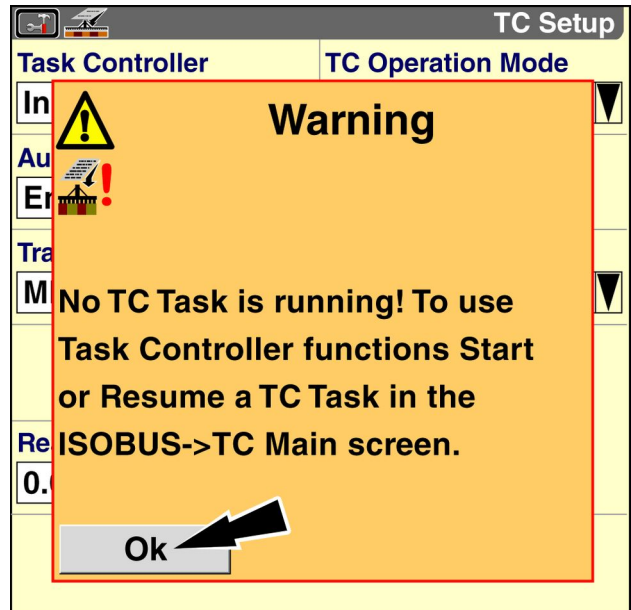 TC Setup
Task Controller
TC Operation Mode
In
Warning
Au
Tra
No TC Task is running! To use
Task Controller functions Start
or Resume a TC Task in the
ISOBUS->TC Main screen.
Re
0.
Ok